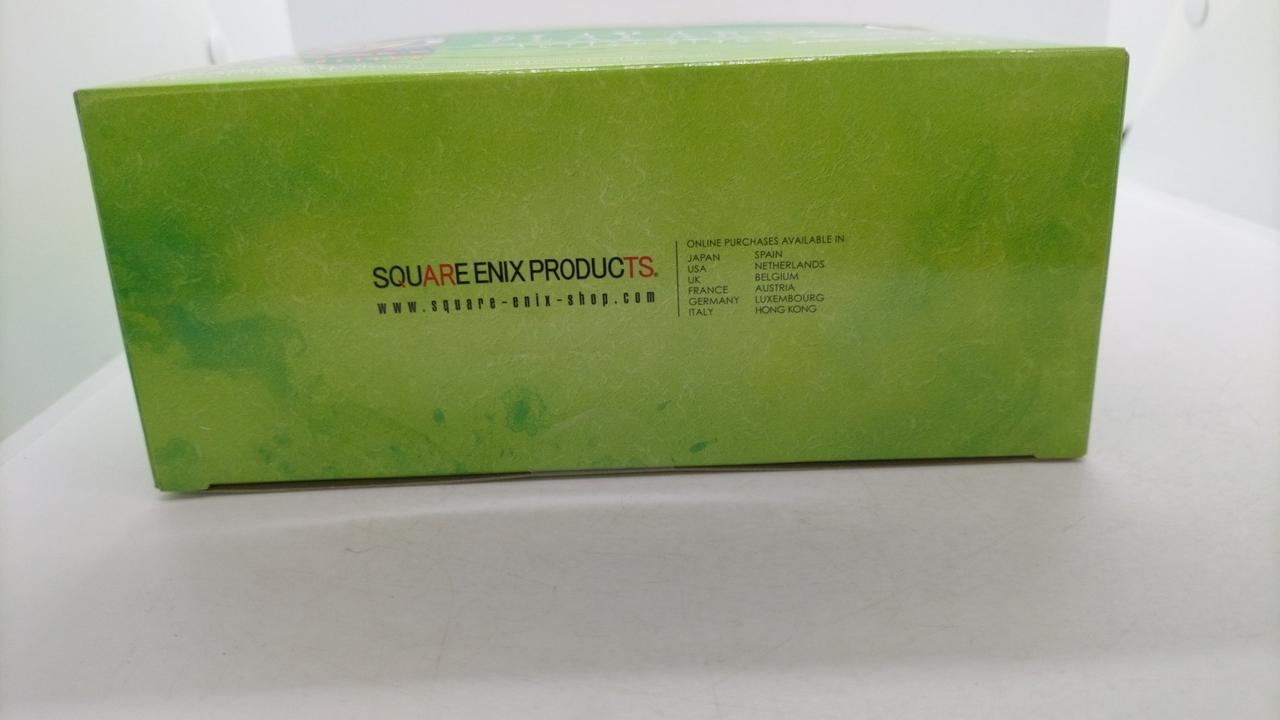 SQUARE ENIX PRODUCTS.
www.square-enix-shop.com
ONLINE PURCHASES AVAILABLE IN
JAPAN
USA
UK
FRANCE
GERMANY
ITALY
SPAIN
NETHERLANDS
BELGIUM
AUSTRIA
LUXEMBOURG
HONG KONG